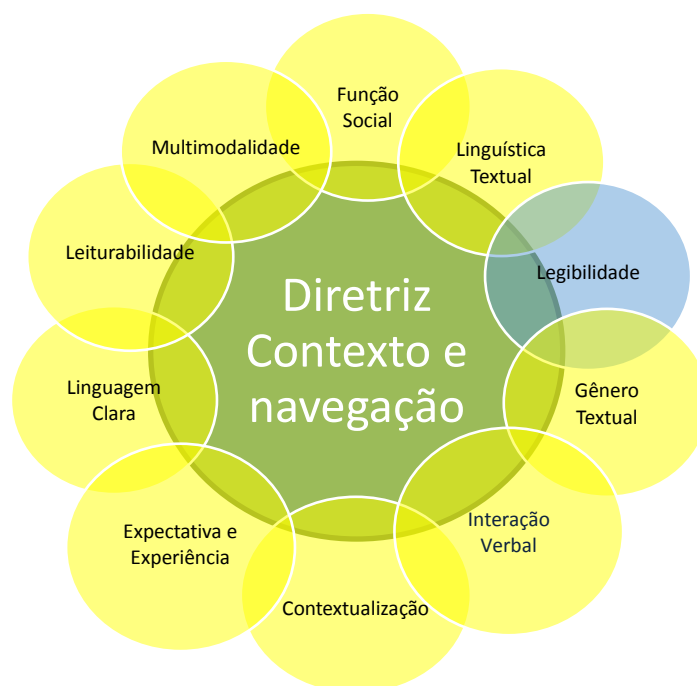 Função
Social
Linguística
Textual
Legibilidade
Gênero
Textual
Interação
Verbal
Contextualização
Expectativa e
Experiência
Linguagem
Clara
Leiturabilidade
Multimodalidade
Diretriz
Contexto e
navegação